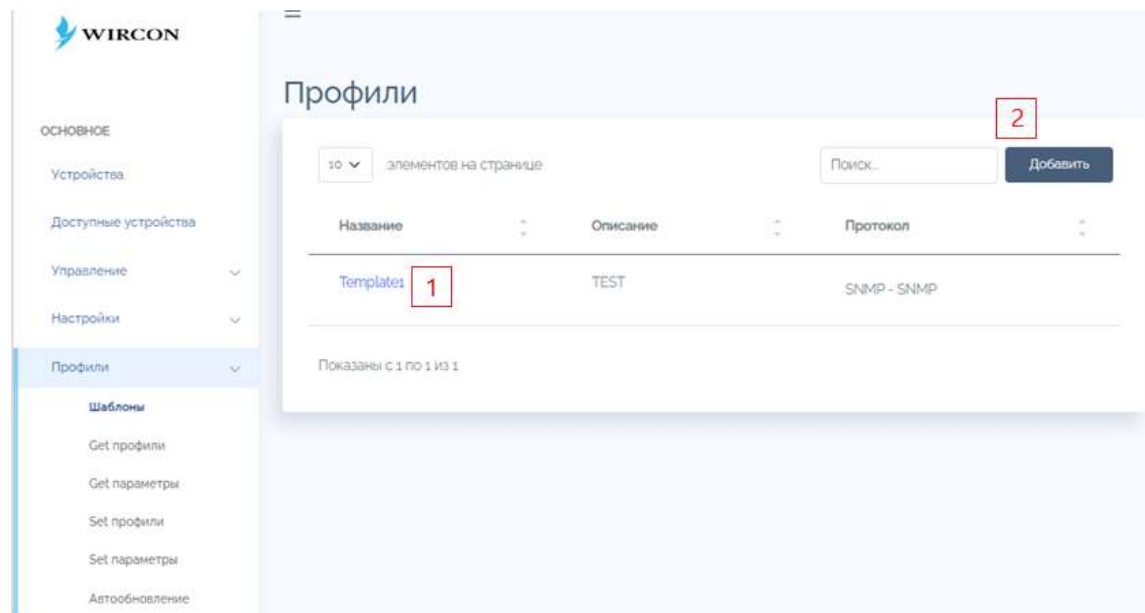 WIRCON
Профили
ОСНОВНОЕ
2
10 элементов на странице
Поиск...
Добавить
Устройства
Доступные устройства
Название Описание Протокол
Управление
Template1 1 TEST SNMP - SNMP
Настройки
Профили
Показаны с 1 по 1 из 1
Шаблоны
Get профили
Get параметры
Set профили
Set параметры
Автообновление